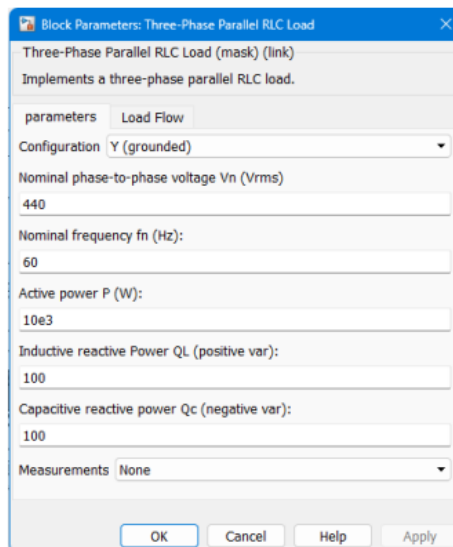 Block Parameters: Three-Phase Parallel RLC Load
Three-Phase Parallel RLC Load (mask) (link)
Implements a three-phase parallel RLC load.
parameters Load Flow
Configuration Y (grounded)
Nominal phase-to-phase voltage Vn (Vrms)
440
Nominal frequency fn (Hz):
60
Active power P (W):
10e3
Inductive reactive Power QL (positive var):
100
Capacitive reactive power Qc (negative var):
100
Measurements None
OK Cancel Help Apply